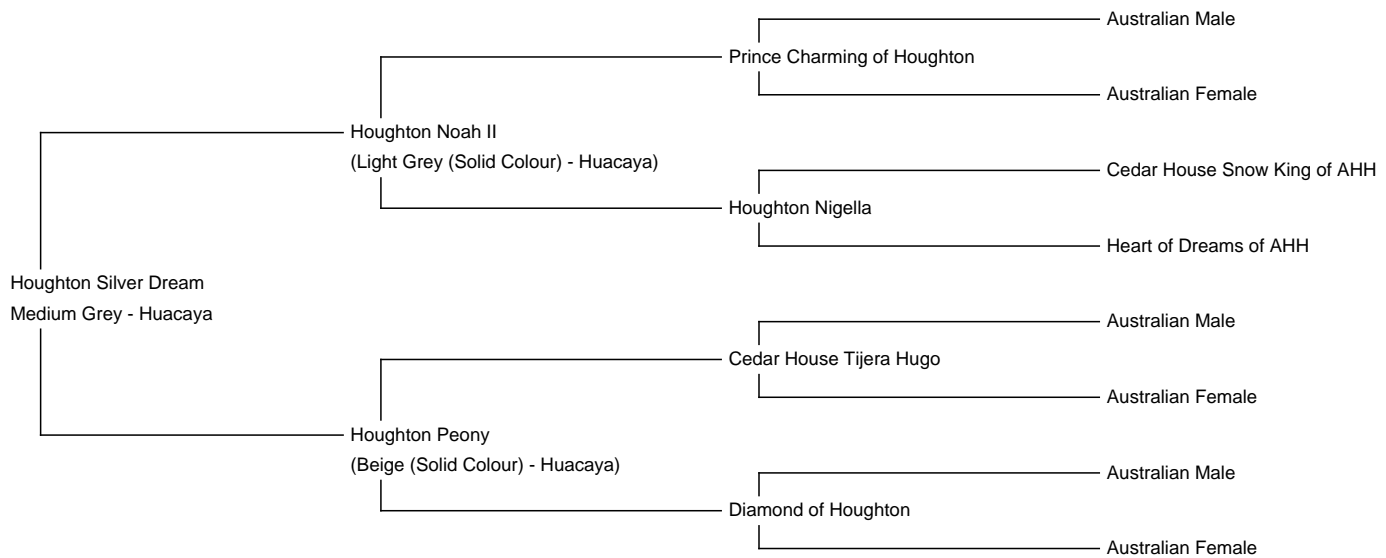 Australian Male
Prince Charming of Houghton
Australian Female
Houghton Noah II
(Light Grey (Solid Colour) - Huacaya)
Cedar House Snow King of AHH
Houghton Nigella
Heart of Dreams of AHH
Houghton Silver Dream
Medium Grey - Huacaya
Australian Male
Cedar House Tijera Hugo
Australian Female
Houghton Peony
(Beige (Solid Colour) - Huacaya)
Australian Male
Diamond of Houghton
Australian Female